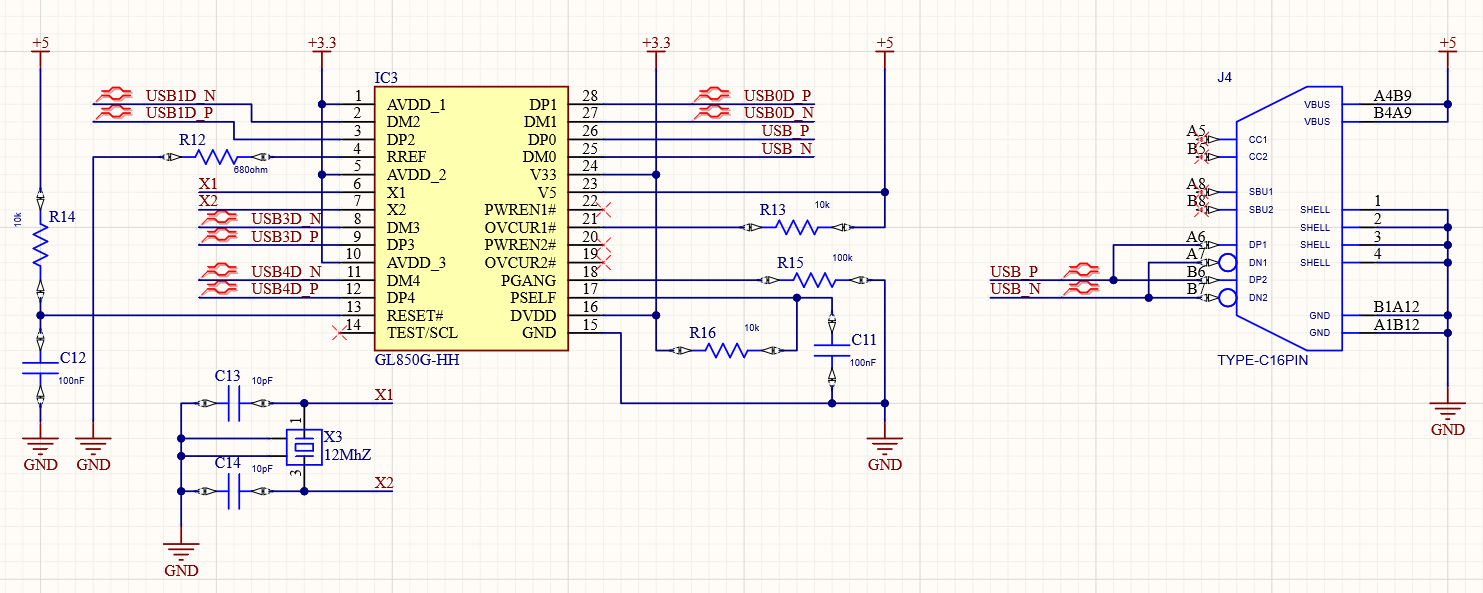 +5
+3.3
+3.3
+5
+5
IC3
J4
USB1D_N
USB1D_P
R12
680ohm
X1
X2
USB3D_N
USB3D_P
USB4D_N
USB4D_P
10k
R14
C12
100nF
GND
GND
1 AVDD_1 DP1 28
2 DM2 DM1 27
3 DP2 DP0 26
4 RREF DM0 25
5 AVDD_2 V33 24
6 X1 V5 23
7 X2 PWREN1# 22
8 DM3 OVCUR1# 21
9 DP3 PWREN2# 20
10 AVDD_3 OVCUR2# 19
11 DM4 PGANG 18
12 DP4 PSELF 17
13 RESET# DVDD 16
14 TEST/SCL GND 15
GL850G-HH
USB0D_P
USB0D_N
USB_P
USB_N
R13 10k
R15 100k
R16 10k
C11
100nF
GND
C13 10pF
X1
1
X3
12MhZ
C14 10pF
3
X2
GND
VBUS A4B9
VBUS B4A9
A5 CC1
B5 CC2
A8 SBU1
B8 SBU2 SHELL 1
SHELL 2
A6 DP1 SHELL 3
A7 DN1 SHELL 4
USB_P B6 DP2
USB_N B7 DN2
GND B1A12
GND A1B12
TYPE-C16PIN
GND